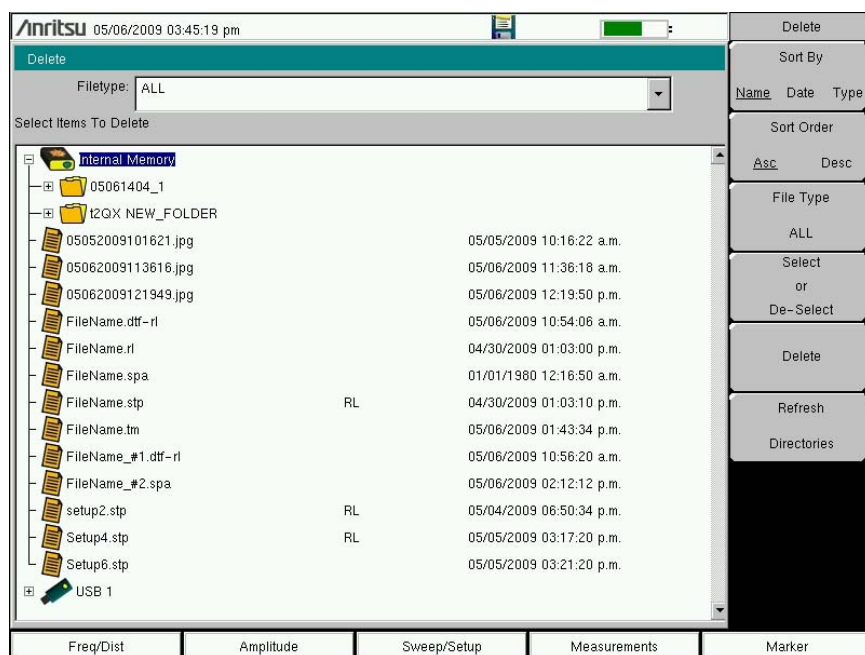 Anritsu 05/06/2009 03:45:19 pm
Delete
Filetype: ALL
Select Items To Delete
Internal Memory
05061404_1
t2QX NEW_FOLDER
05052009101621.jpg 05/05/2009 10:16:22 a.m.
05062009113616.jpg 05/06/2009 11:36:18 a.m.
05062009121949.jpg 05/06/2009 12:19:50 p.m.
FileName.dtf-rl 05/06/2009 10:54:06 a.m.
FileName.rl 04/30/2009 01:03:00 p.m.
FileName.spa 01/01/1980 12:16:50 a.m.
FileName.stp RL 04/30/2009 01:03:10 p.m.
FileName.tm 05/06/2009 01:43:34 p.m.
FileName_#1.dtf-rl 05/06/2009 10:56:20 a.m.
FileName_#2.spa 05/06/2009 02:12:12 p.m.
setup2.stp RL 05/04/2009 06:50:34 p.m.
Setup4.stp RL 05/05/2009 03:17:20 p.m.
Setup6.stp 05/05/2009 03:21:20 p.m.
USB 1
Delete
Sort By
Name Date Type
Sort Order
Asc Desc
File Type
ALL
Select
or
De-Select
Delete
Refresh
Directories
Freq/Dist Amplitude Sweep/Setup Measurements Marker